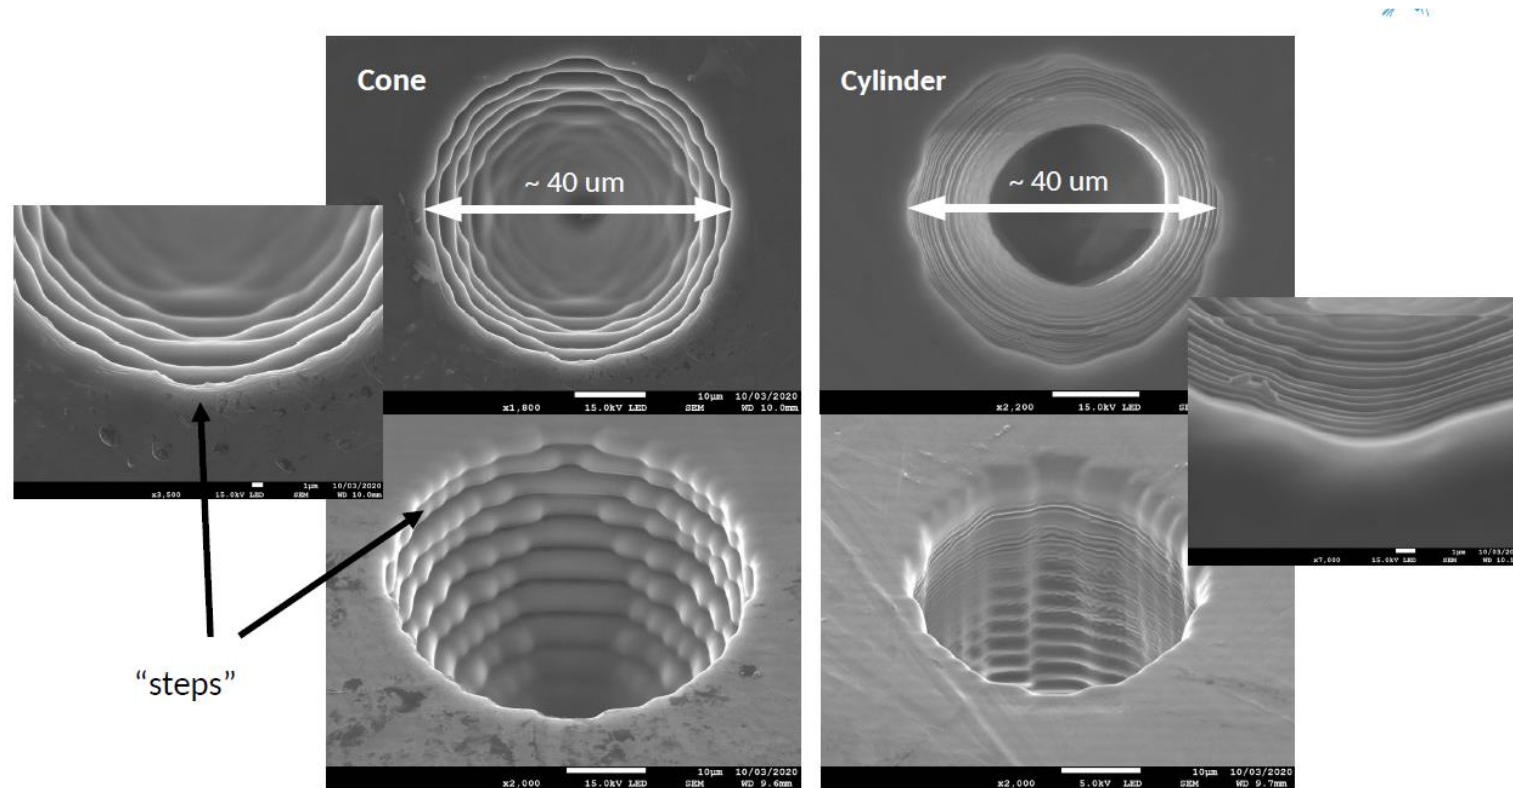 Cone
~ 40 um
10μm 10/03/2020
x1,800 15.0kV LED SEM WD 10.0mm
Cylinder
~ 40 um
x2,200 15.0kV LED
1μm 10/03/2020
x3,500 15.0kV LED SEM WD 10.0mm
1μm
x7,000 15.0kV LED SEM
10μm 10/03/2020
x2,000 15.0kV LED SEM WD 9.6mm
10μm 10/03/2020
x2,000 5.0kV LED SEM WD 9.7mm
“steps”